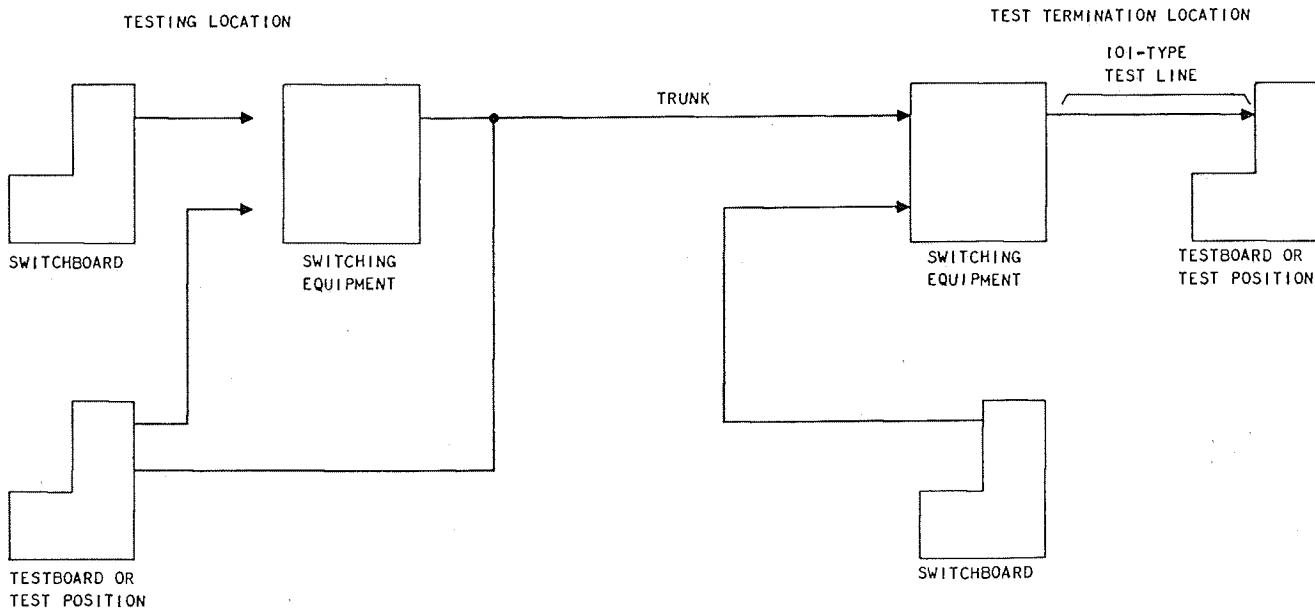 TESTING LOCATION
TEST TERMINATION LOCATION
101-TYPE
TEST LINE
TRUNK
SWITCHBOARD
SWITCHING
EQUIPMENT
SWITCHING
EQUIPMENT
TESTBOARD OR
TEST POSITION
TESTBOARD OR
TEST POSITION
SWITCHBOARD